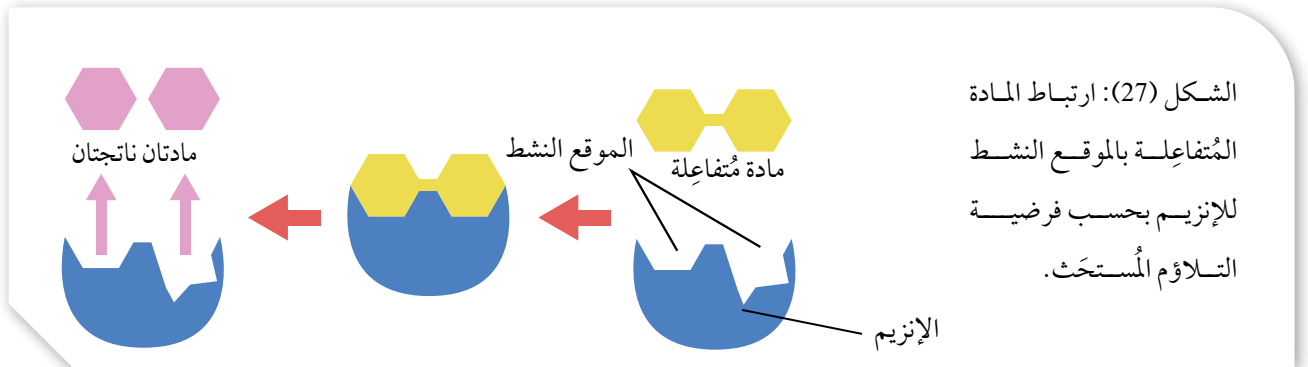 الشكل (27): ارتباط المادة
المُتفاعِلة بالموقع النشط
للإنزيم بحسب فرضية
التلاؤم المُستحَث.
مادة مُتفاعِلة
الموقع النشط
الإنزيم
مادتان ناتجتان